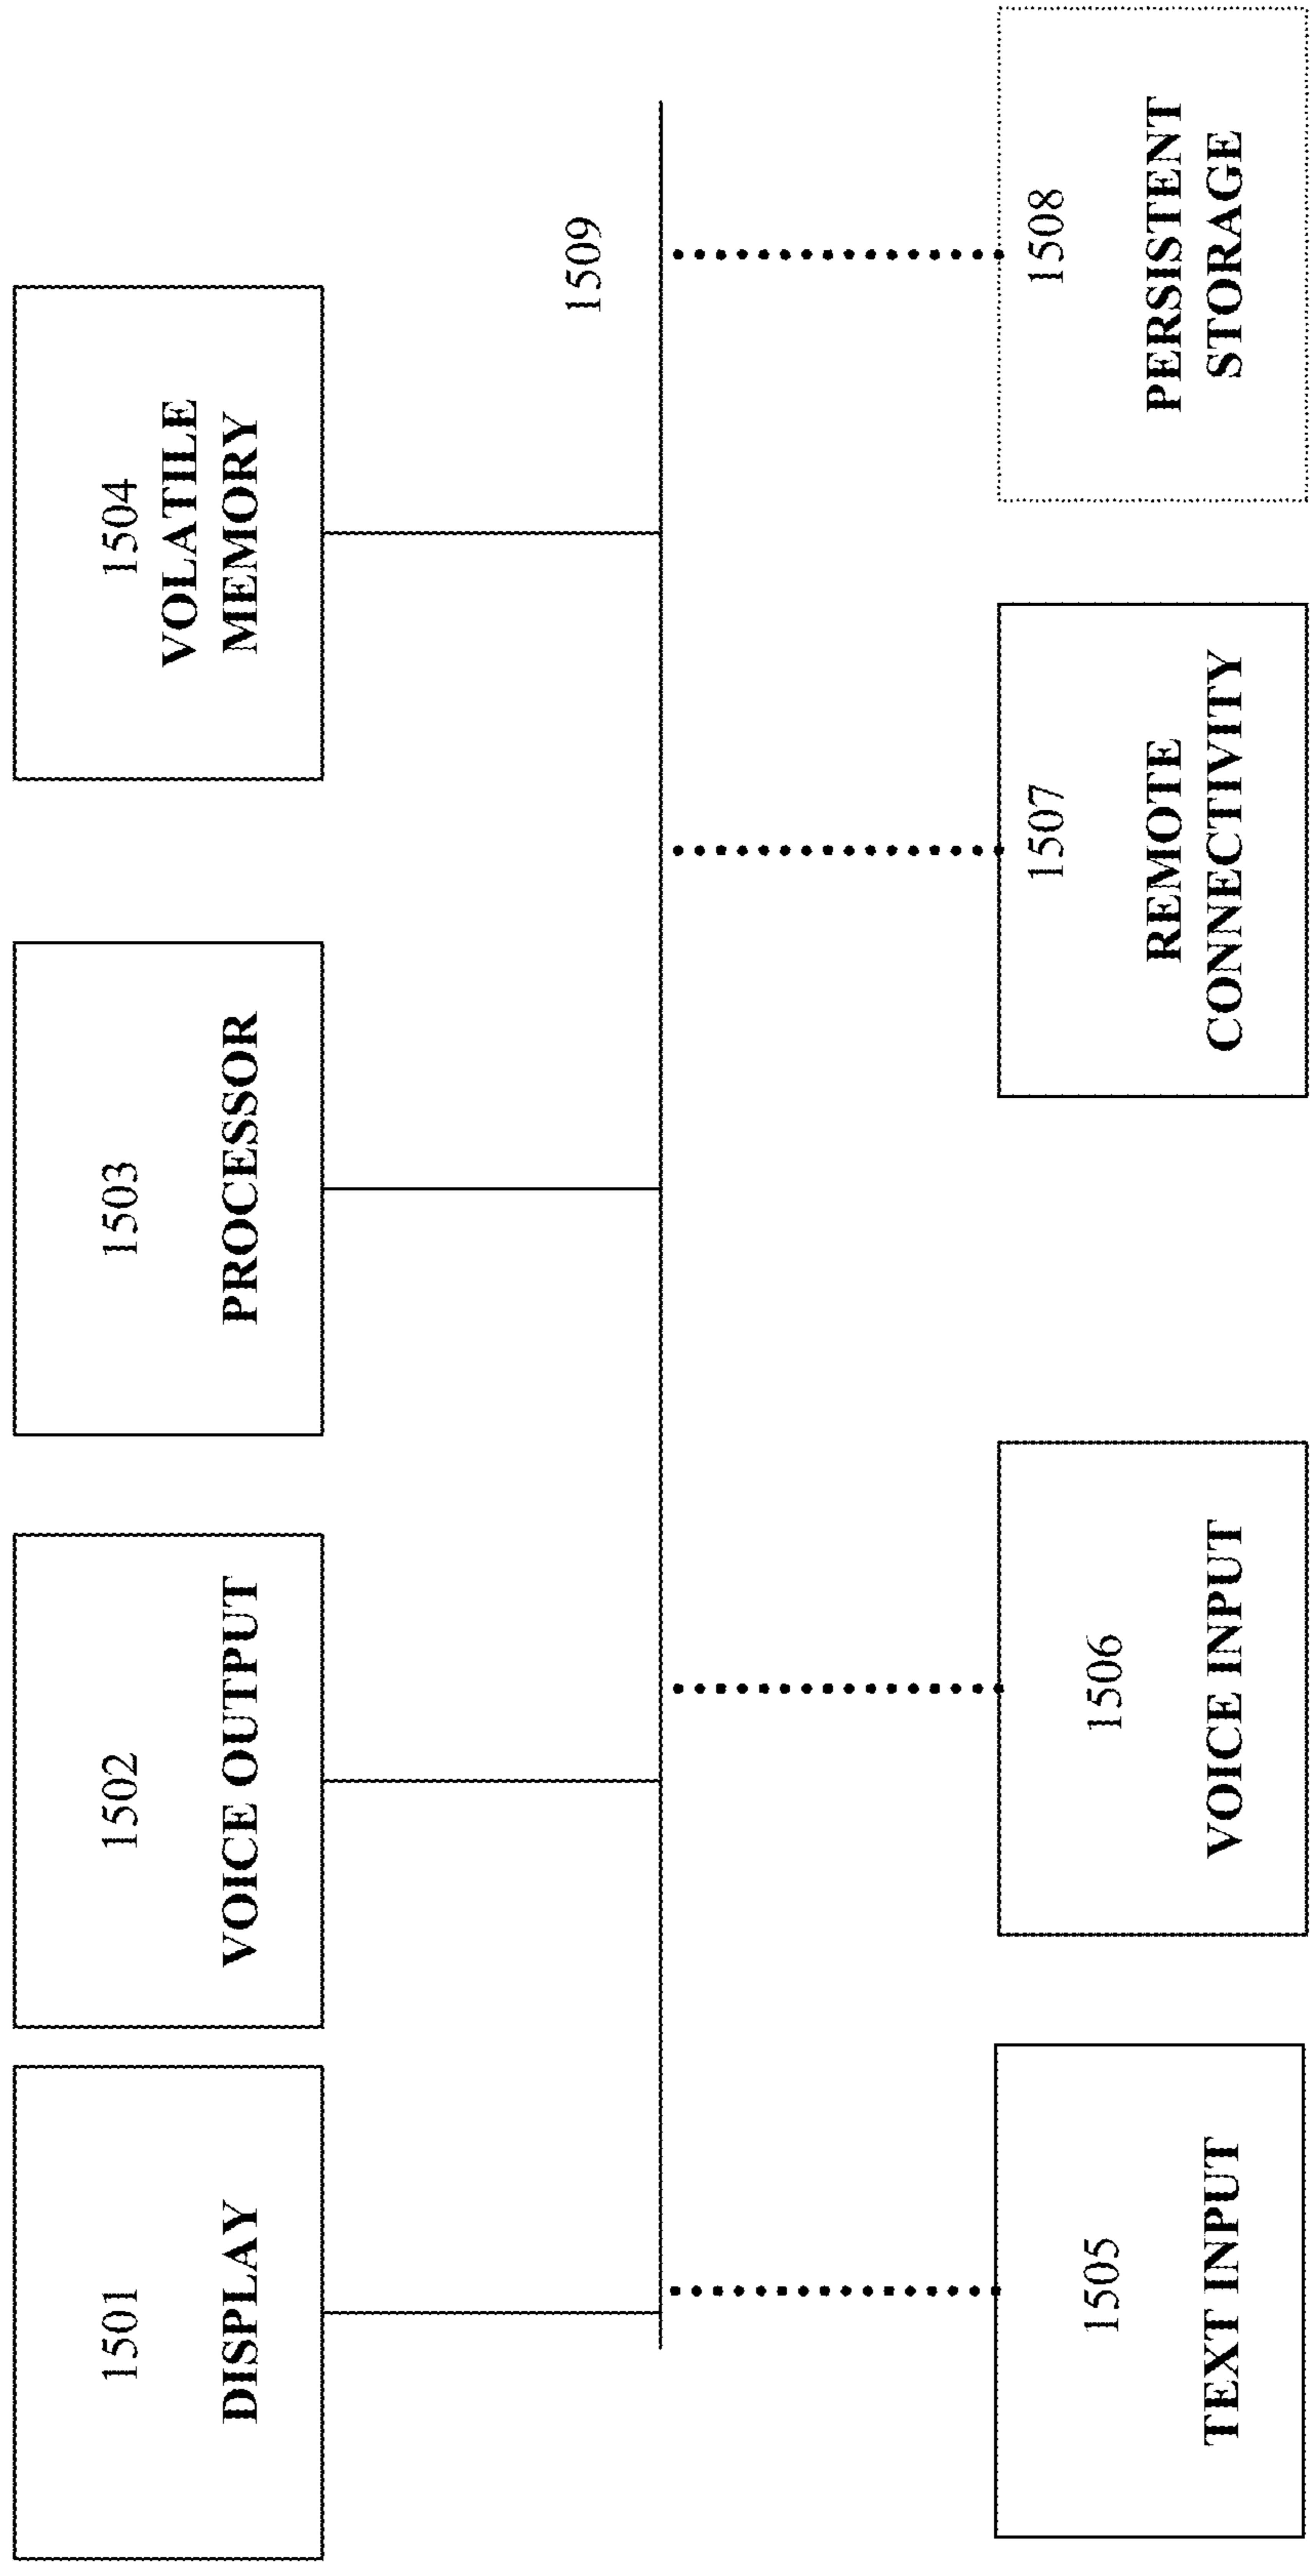 1501
DISPLAY
1502
VOICE OUTPUT
1503
PROCESSOR
1504
VOLATILE
MEMORY
1509
1505
TEXT INPUT
1506
VOICE INPUT
1507
REMOTE
CONNECTIVITY
1508
PERSISTENT
STORAGE